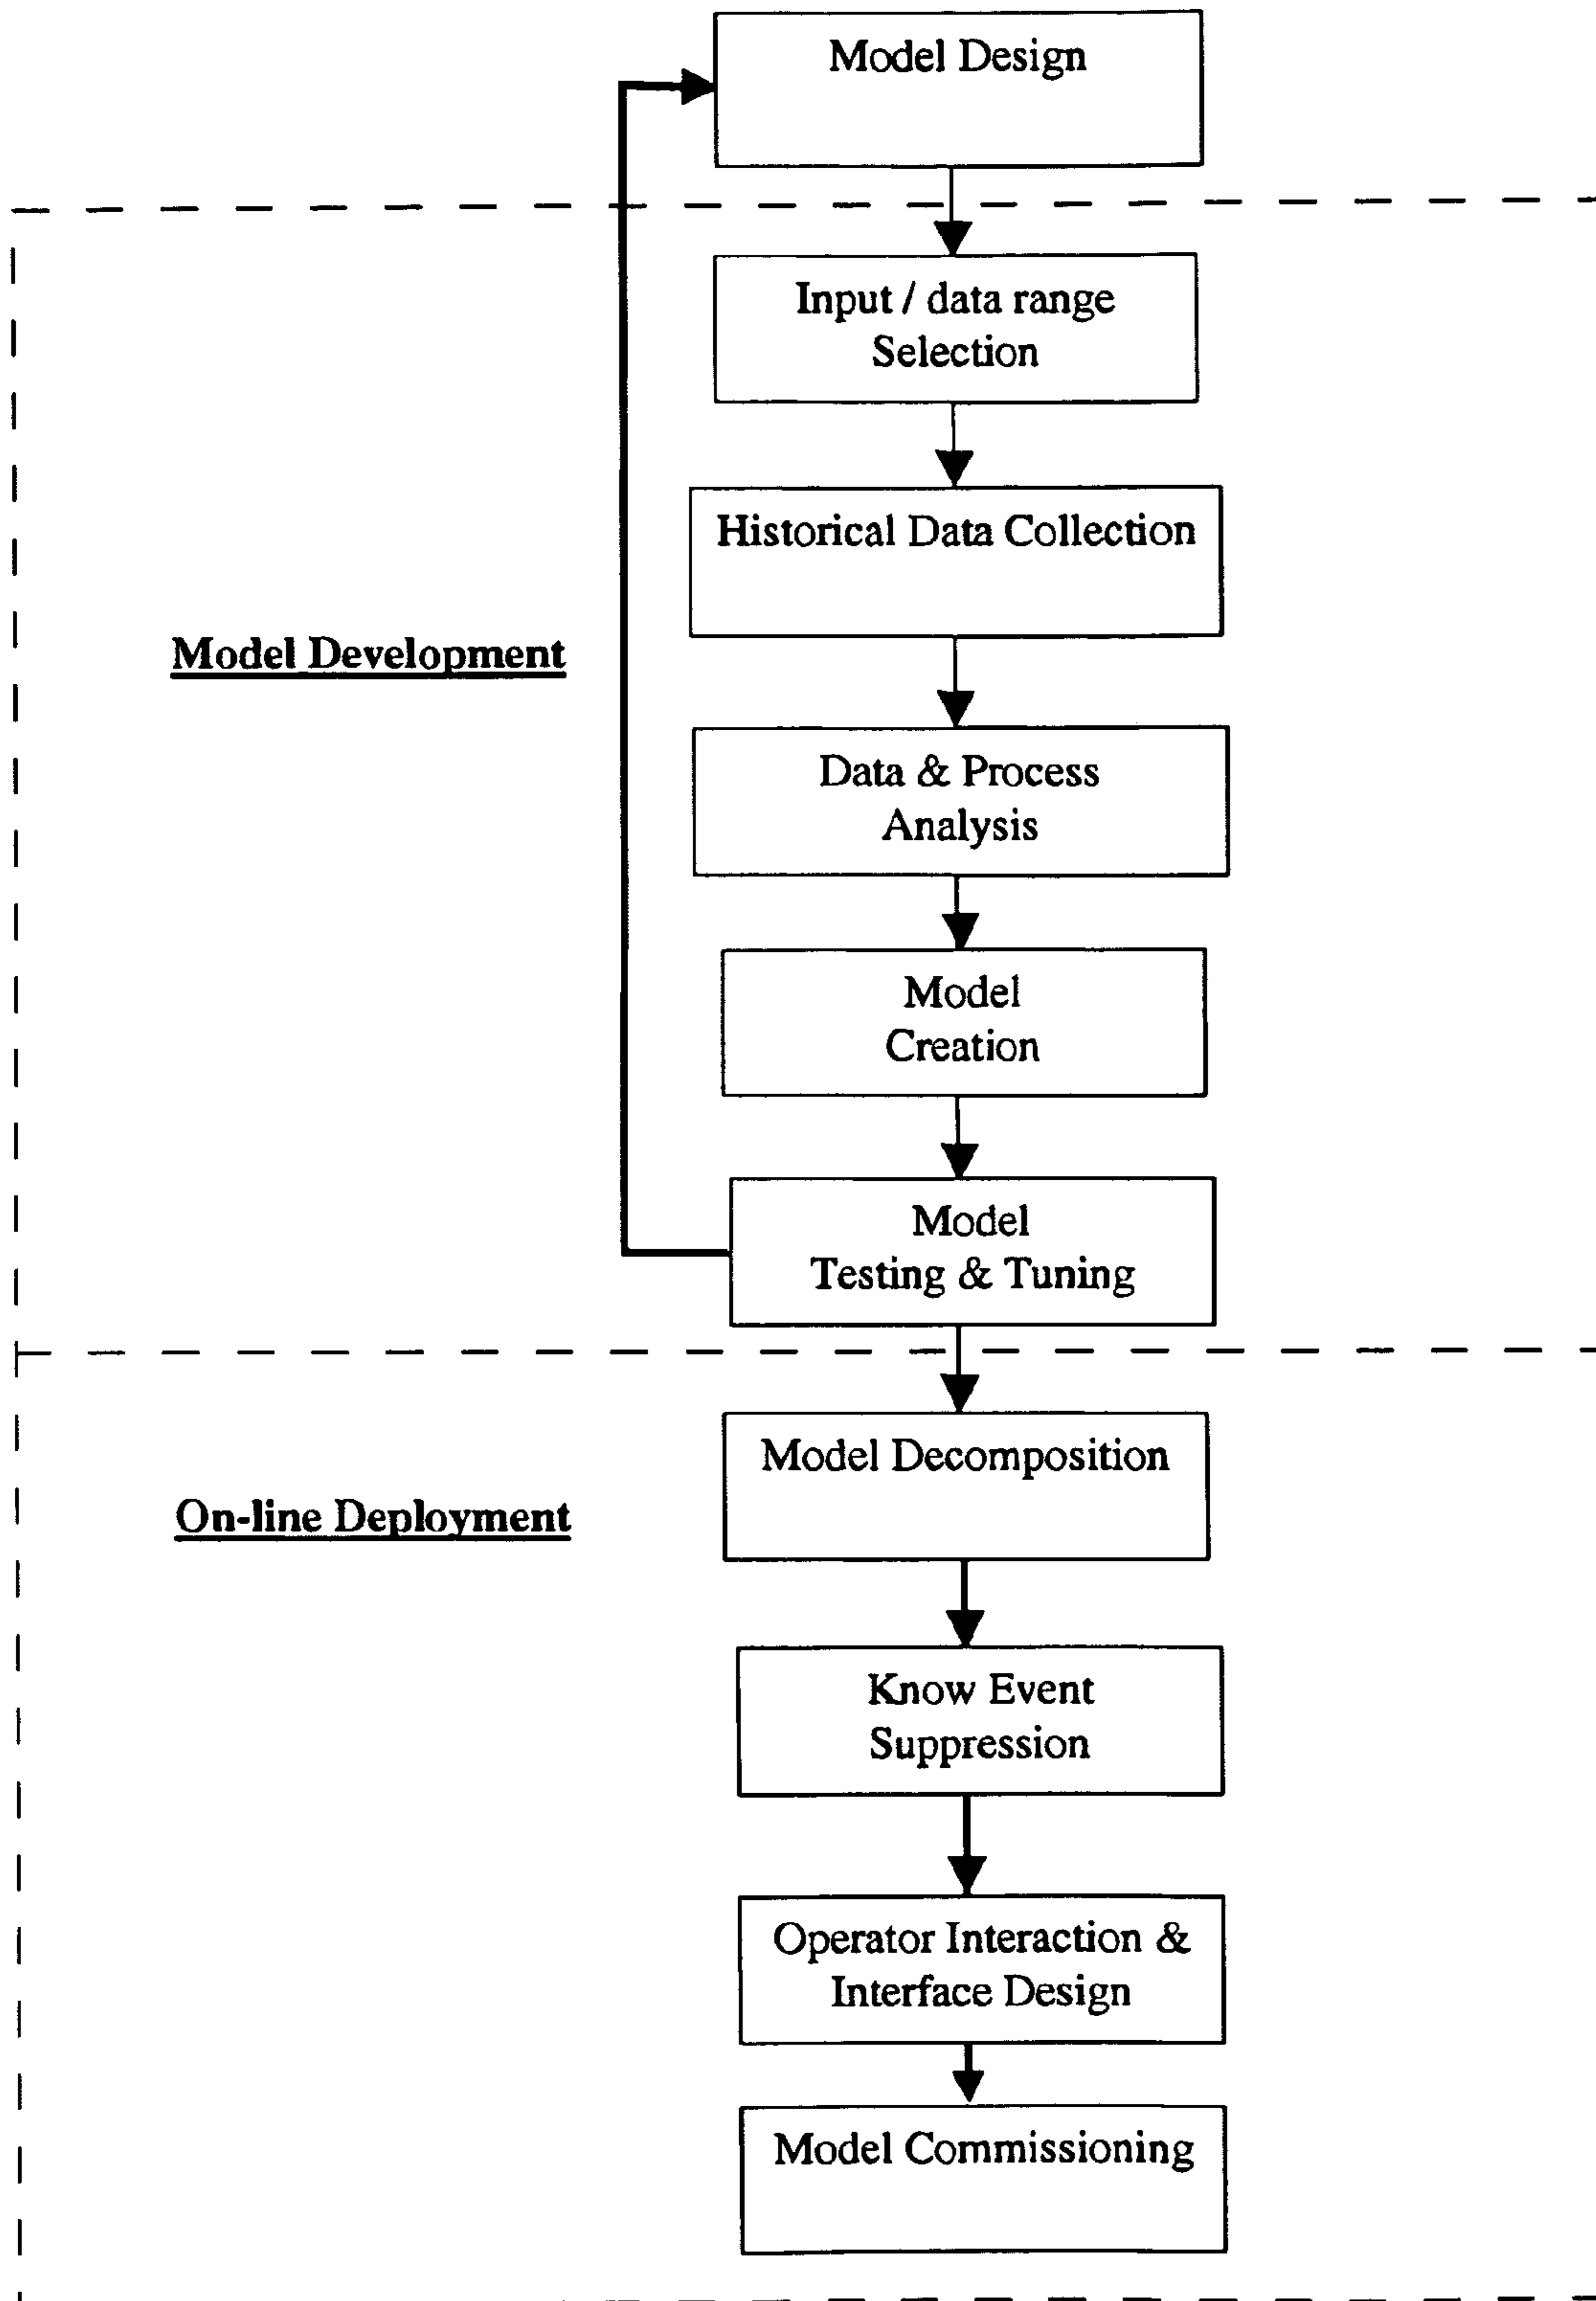 Model Design
Input / data range
Selection
Historical Data Collection
Model Development
Data & Process
Analysis
Model
Creation
Model
Testing & Tuning
Model Decomposition
On-line Deployment
Know Event
Suppression
Operator Interaction &
Interface Design
Model Commissioning